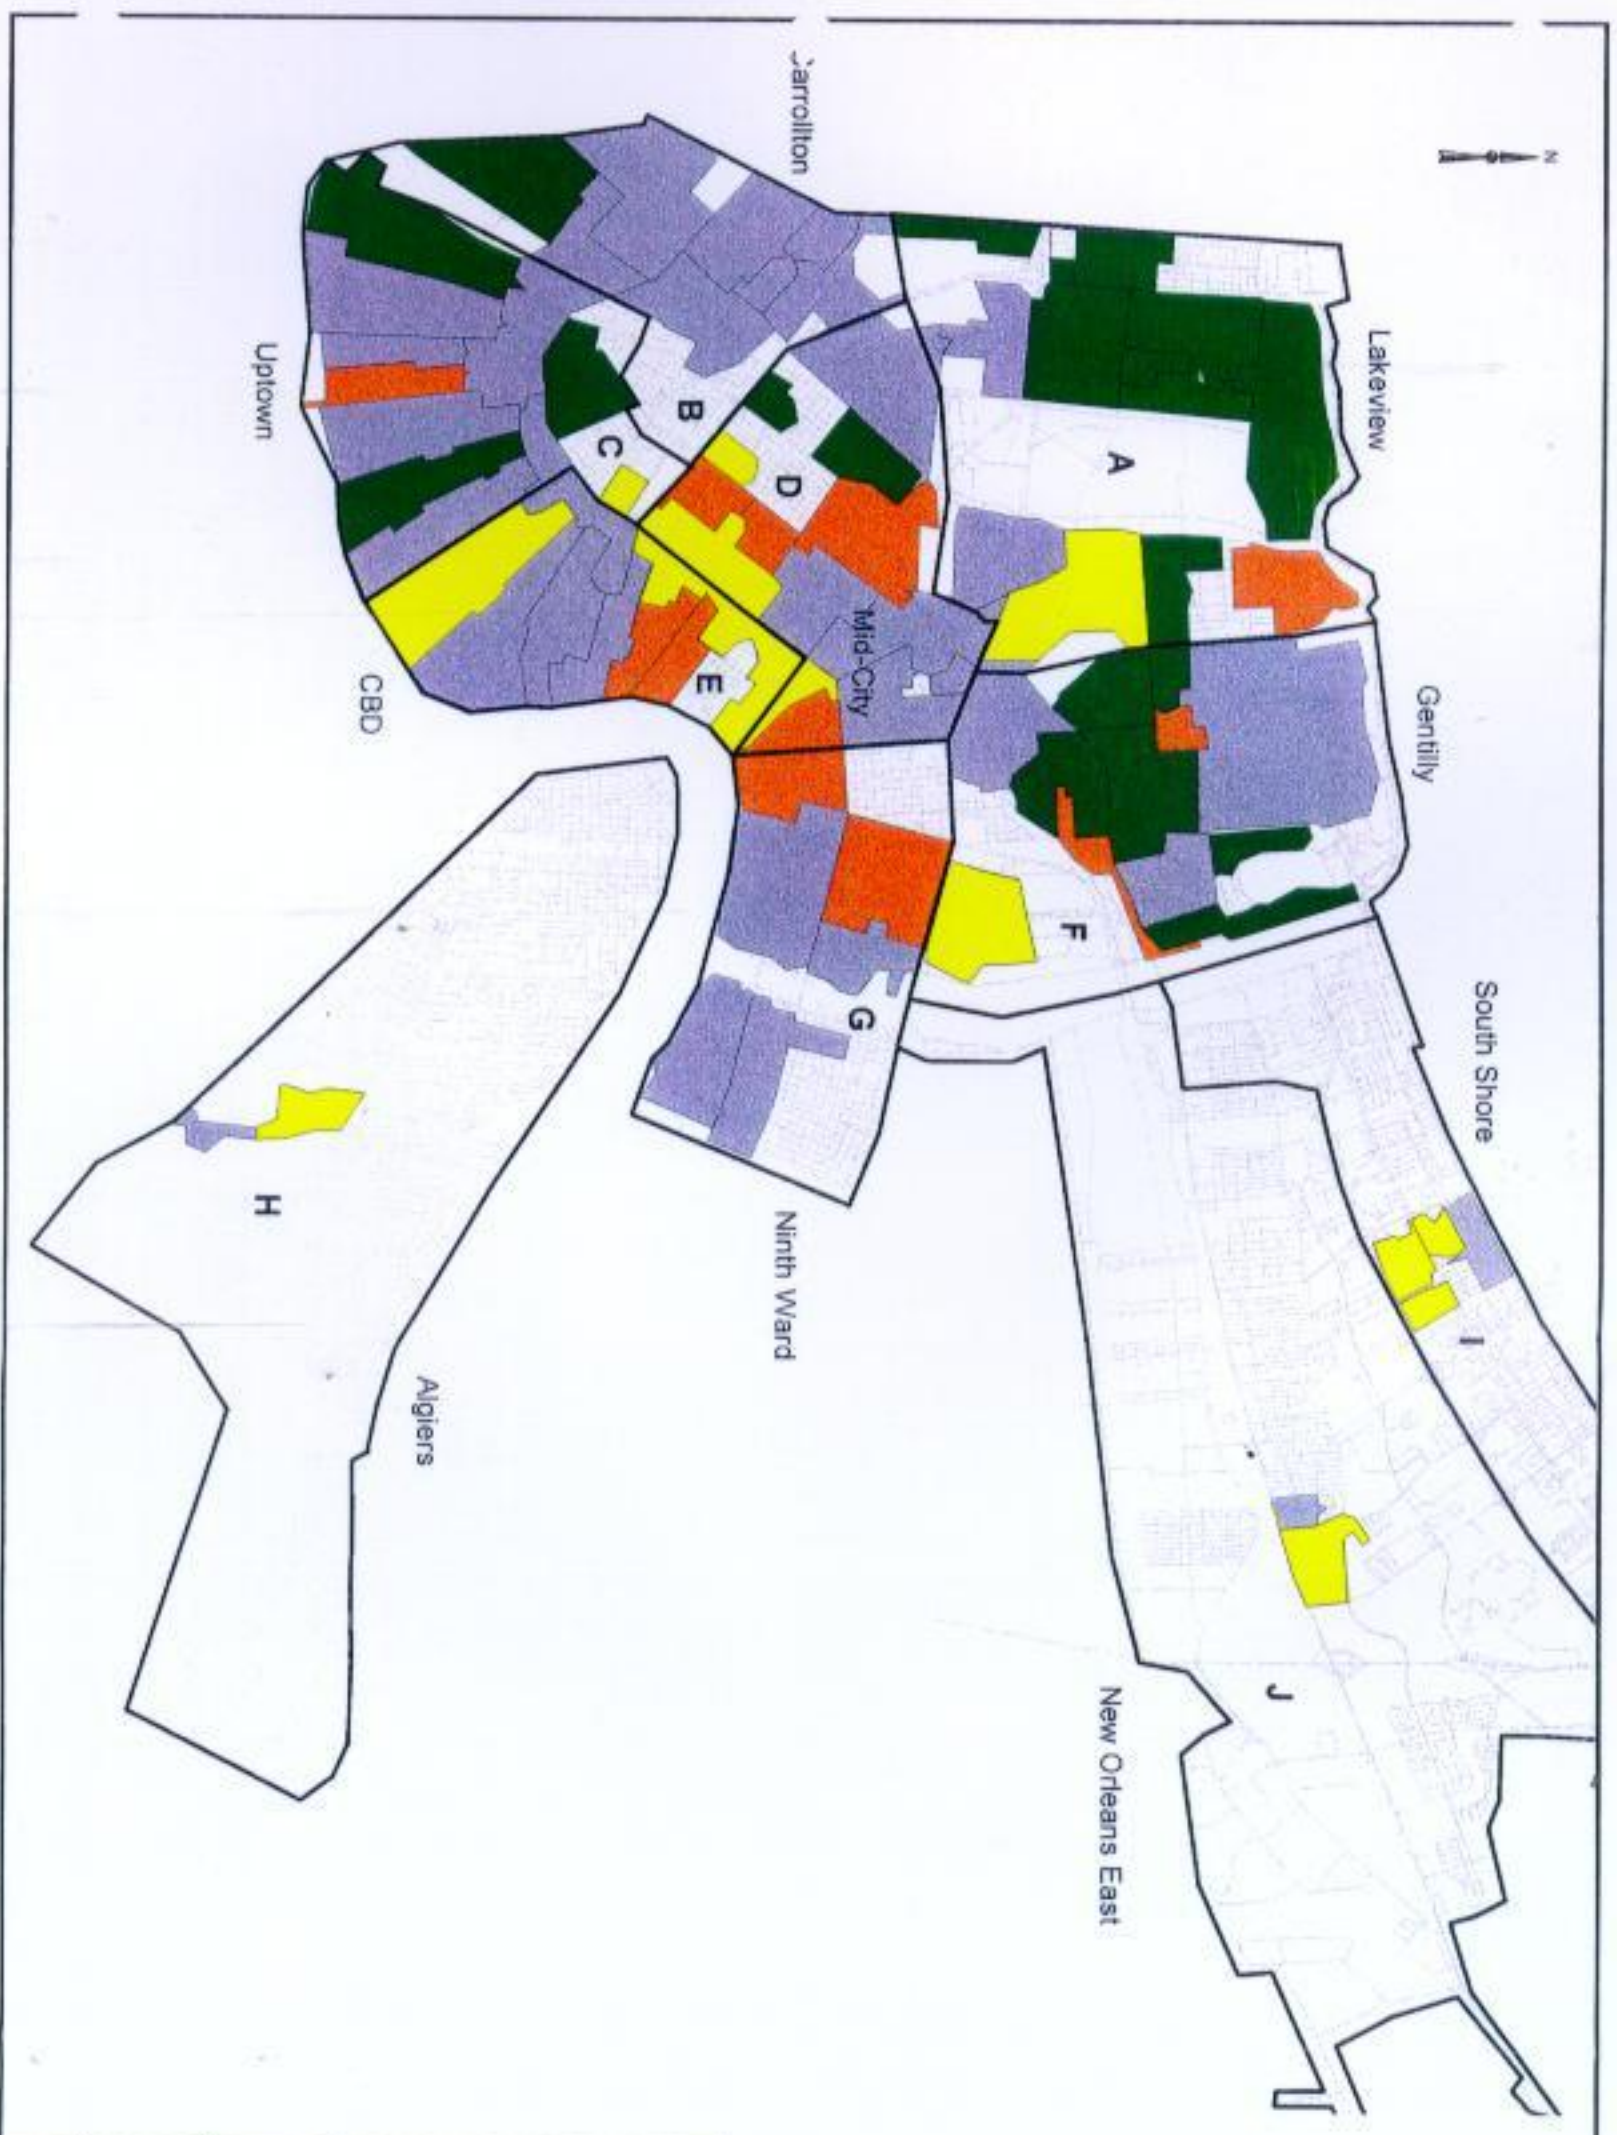 N
Lakeview
Gentilly
South Shore
Carrollton
A
F
I
J
B
D
Mid-City
G
C
E
Uptown
CBD
Ninth Ward
New Orleans East
H
Algiers